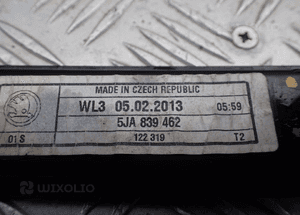 MADE IN CZECH REPUBLIC
WL3 05.02.2013 05:59
5JA 839 462
01 S 122 319 T2
WIXOLIO